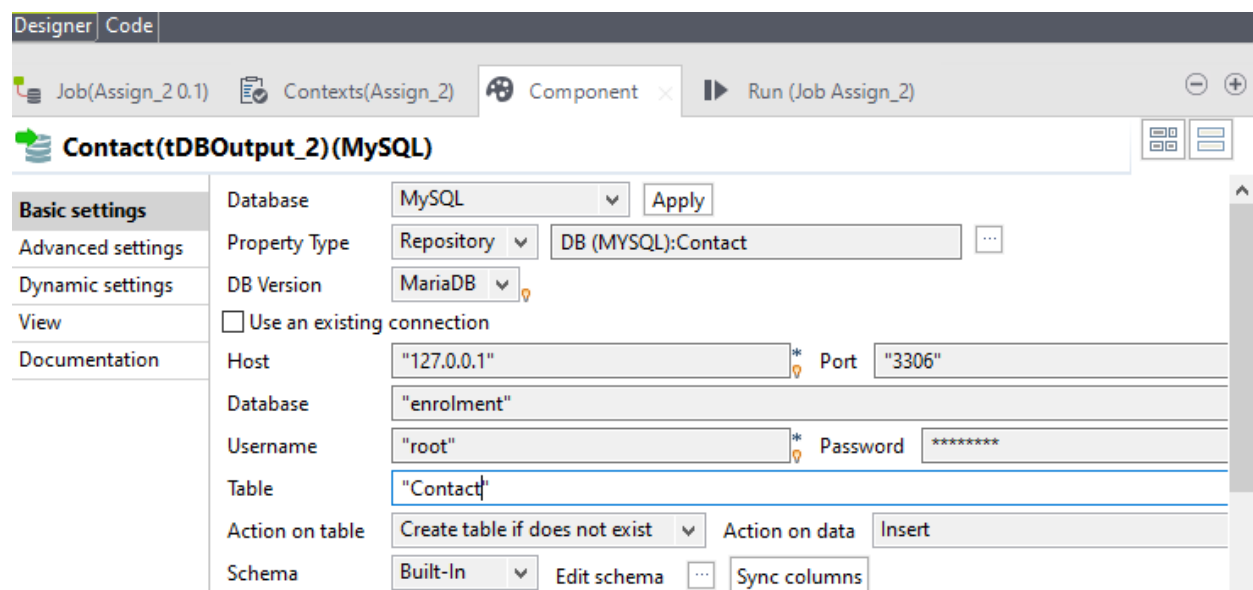 Designer Code
Job(Assign_2 0.1) Contexts(Assign_2) Component Run (Job Assign_2)
Contact(tDBOutput_2)(MySQL)
Basic settings
Advanced settings
Dynamic settings
View
Documentation
Database MySQL Apply
Property Type Repository DB (MYSQL):Contact ...
DB Version MariaDB
Use an existing connection
Host "127.0.0.1" * Port "3306"
Database "enrolment"
Username "root" * Password ********
Table "Contact"
Action on table Create table if does not exist Action on data Insert
Schema Built-In Edit schema ... Sync columns